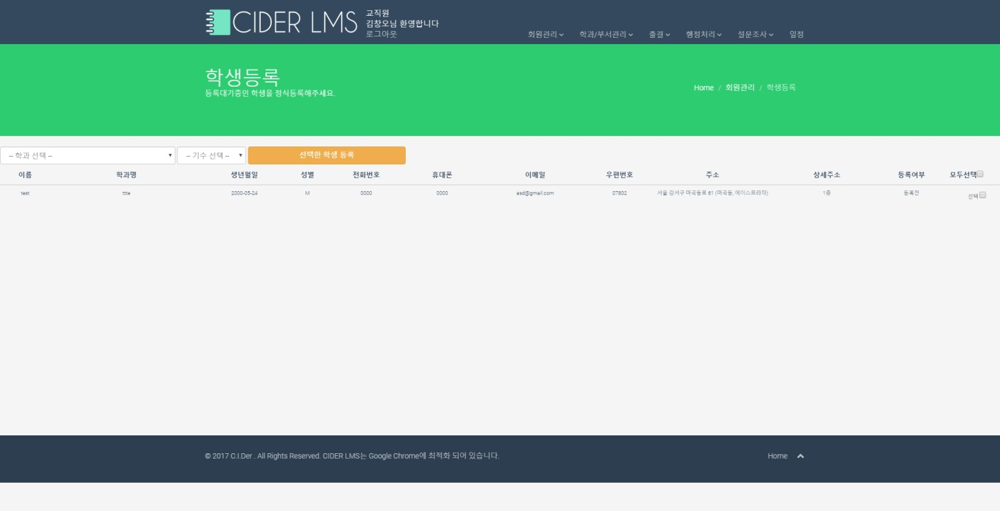 CIDER LMS
교직원
김창오님 환영합니다
로그아웃
회원관리 학과/부서관리 출결 행정처리 설문조사 일정
학생등록
등록대기중인 학생을 정식등록해주세요.
Home / 회원관리 / 학생등록
-- 학과 선택 -- -- 기수 선택 -- 선택한 학생 등록
이름 학과명 생년월일 성별 전화번호 휴대폰 이메일 우편번호 주소 상세주소 등록여부 모두선택
test ttte 2000-05-24 M 0000 0000 asd@gmail.com 07802 서울 강서구 마곡동로 61 (마곡동, 에이스프라자) 1층 등록전 선택
© 2017 C.I.Der . All Rights Reserved. CIDER LMS는 Google Chrome에 최적화 되어 있습니다.
Home